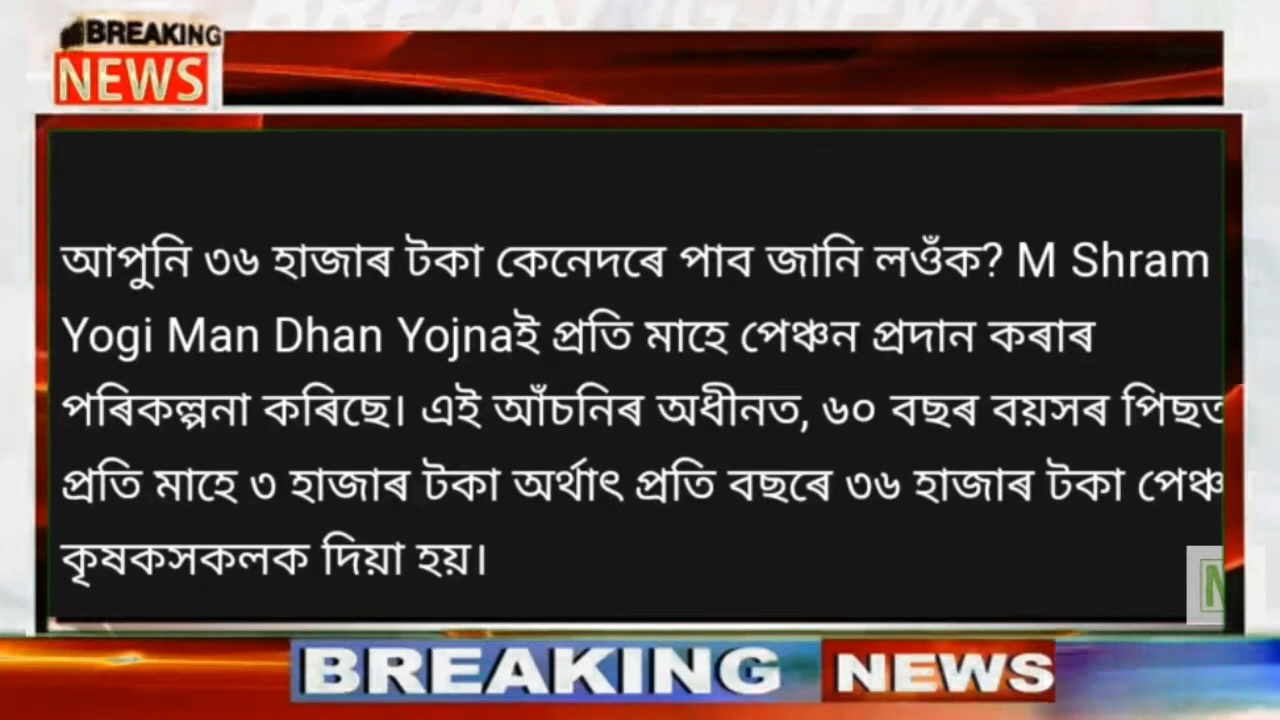 BREAKING NEWS
BREAKING
NEWS
আপুনি ৩৬ হাজাৰ টকা কেনেদৰে পাব জানি লওঁক? M Shram
Yogi Man Dhan Yojnaই প্ৰতি মাহে পেঞ্চন প্ৰদান কৰাৰ
পৰিকল্পনা কৰিছে। এই আঁচনিৰ অধীনত, ৬০ বছৰ বয়সৰ পিছত
প্ৰতি মাহে ৩ হাজাৰ টকা অৰ্থাৎ প্ৰতি বছৰে ৩৬ হাজাৰ টকা পেঞ্চ
কৃষকসকলক দিয়া হয়।
N
BREAKING NEWS